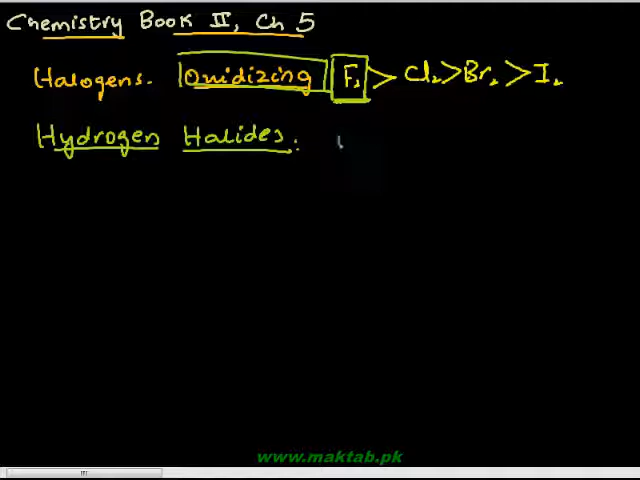 Chemistry Book II, Ch 5
Halogens. Oxidizing F₂ > Cl₂ > Br₂ > I₂
Hydrogen Halides.
www.maktab.pk